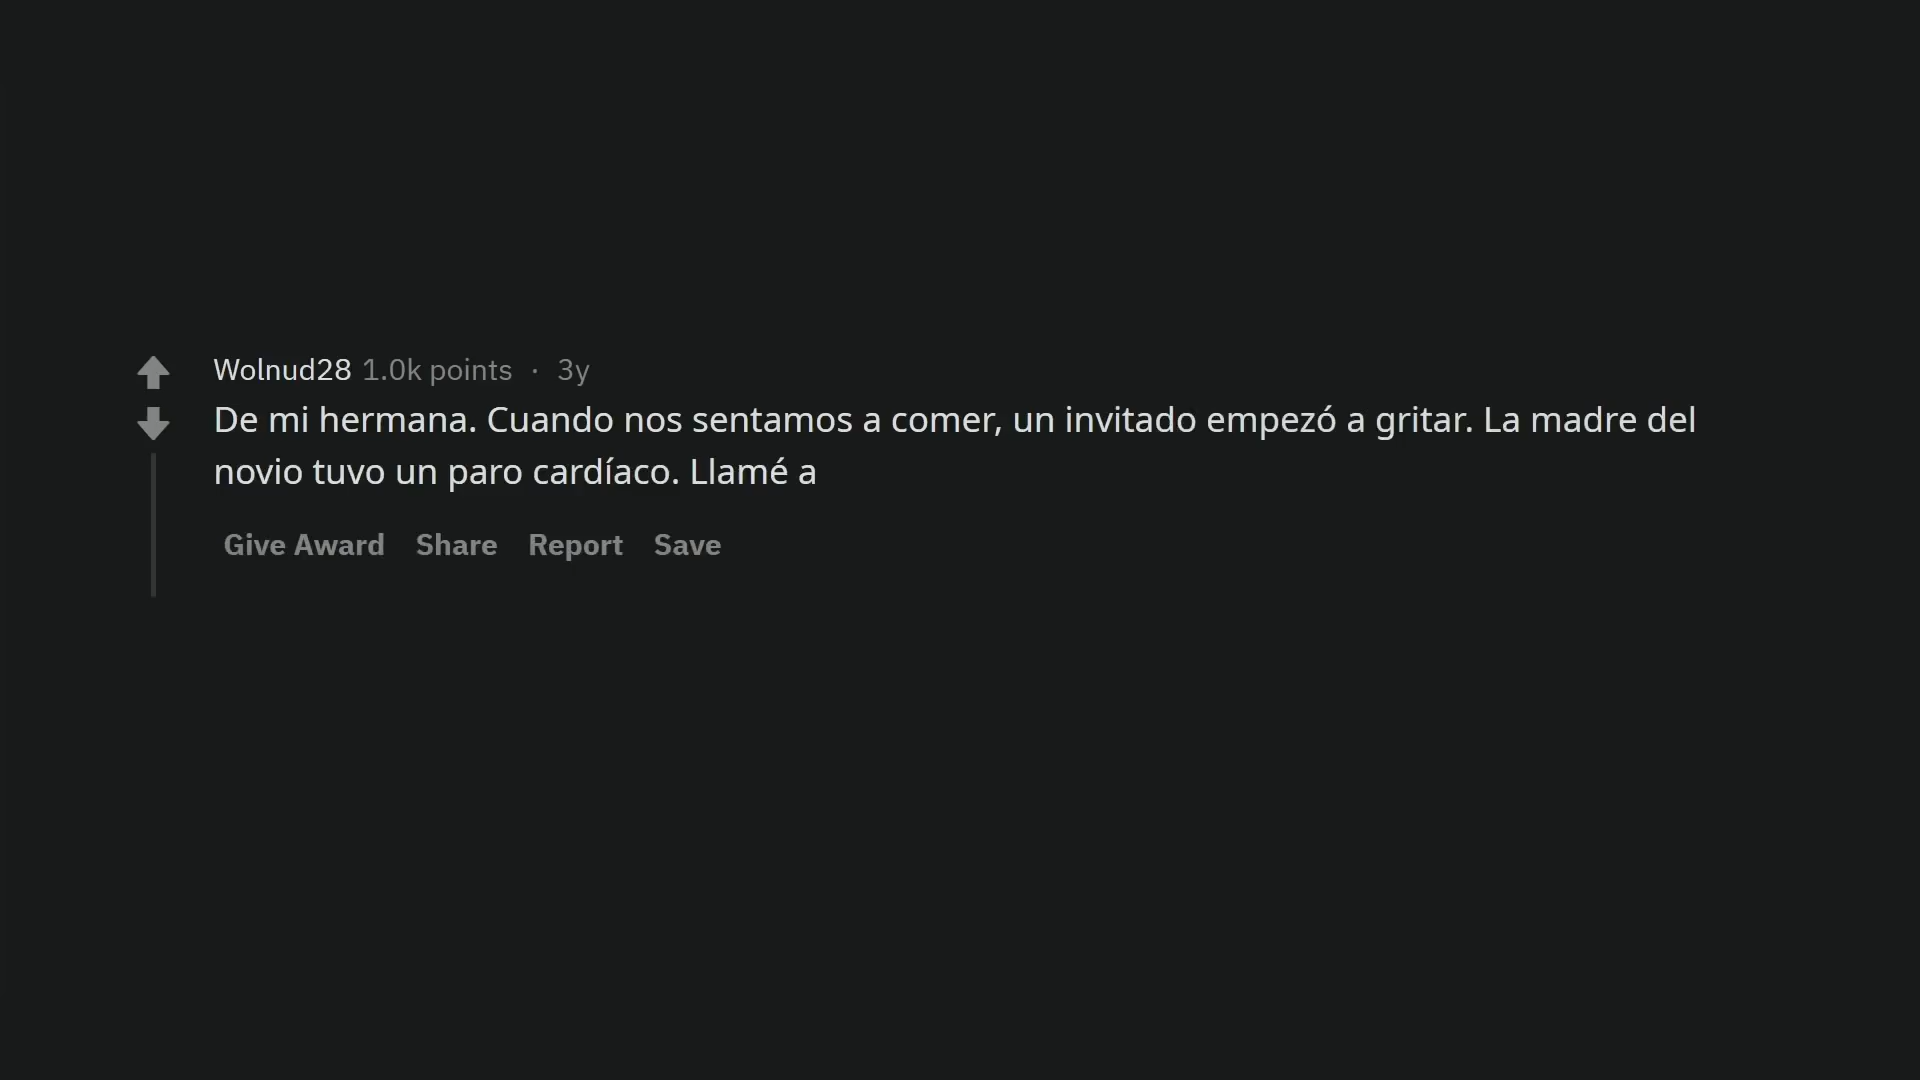 Wolnud28 1.0k points · 3y
De mi hermana. Cuando nos sentamos a comer, un invitado empezó a gritar. La madre del
novio tuvo un paro cardíaco. Llamé a
Give Award Share Report Save